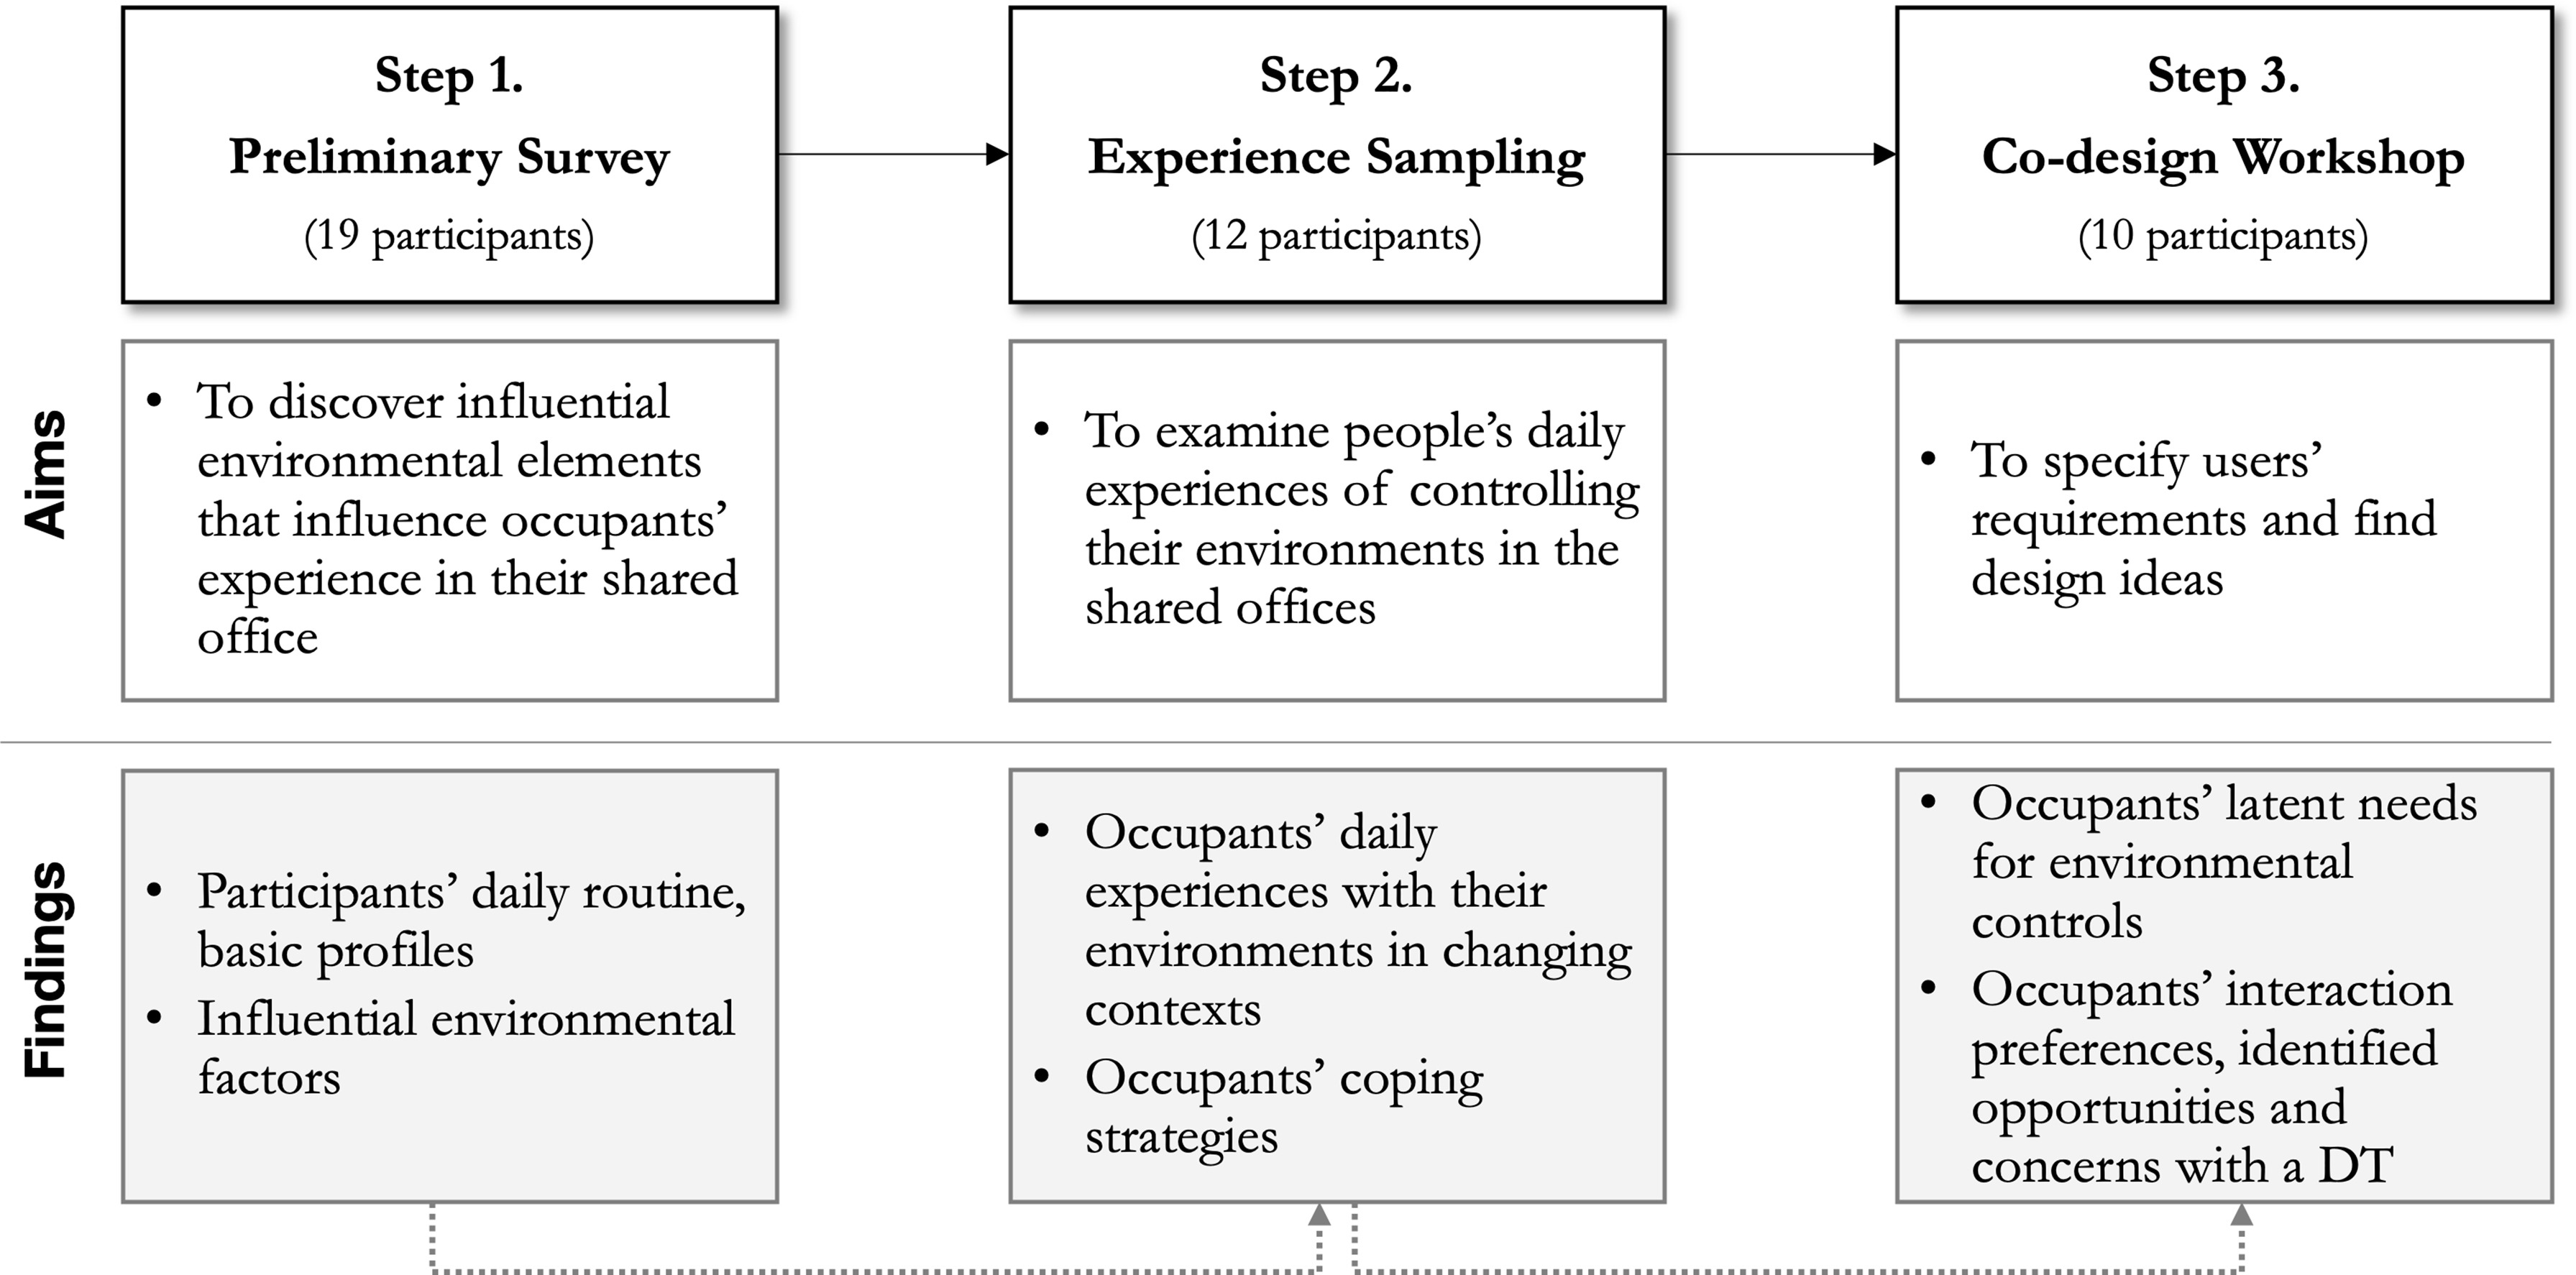 Step 1.
Preliminary Survey
(19 participants)
Step 2.
Experience Sampling
(12 participants)
Step 3.
Co-design Workshop
(10 participants)
Aims
• To discover influential
environmental elements
that influence occupants’
experience in their shared
office
• To examine people’s daily
experiences of controlling
their environments in the
shared offices
• To specify users’
requirements and find
design ideas
Findings
• Participants’ daily routine,
basic profiles
• Influential environmental
factors
• Occupants’ daily
experiences with their
environments in changing
contexts
• Occupants’ coping
strategies
• Occupants’ latent needs
for environmental
controls
• Occupants’ interaction
preferences, identified
opportunities and
concerns with a DT